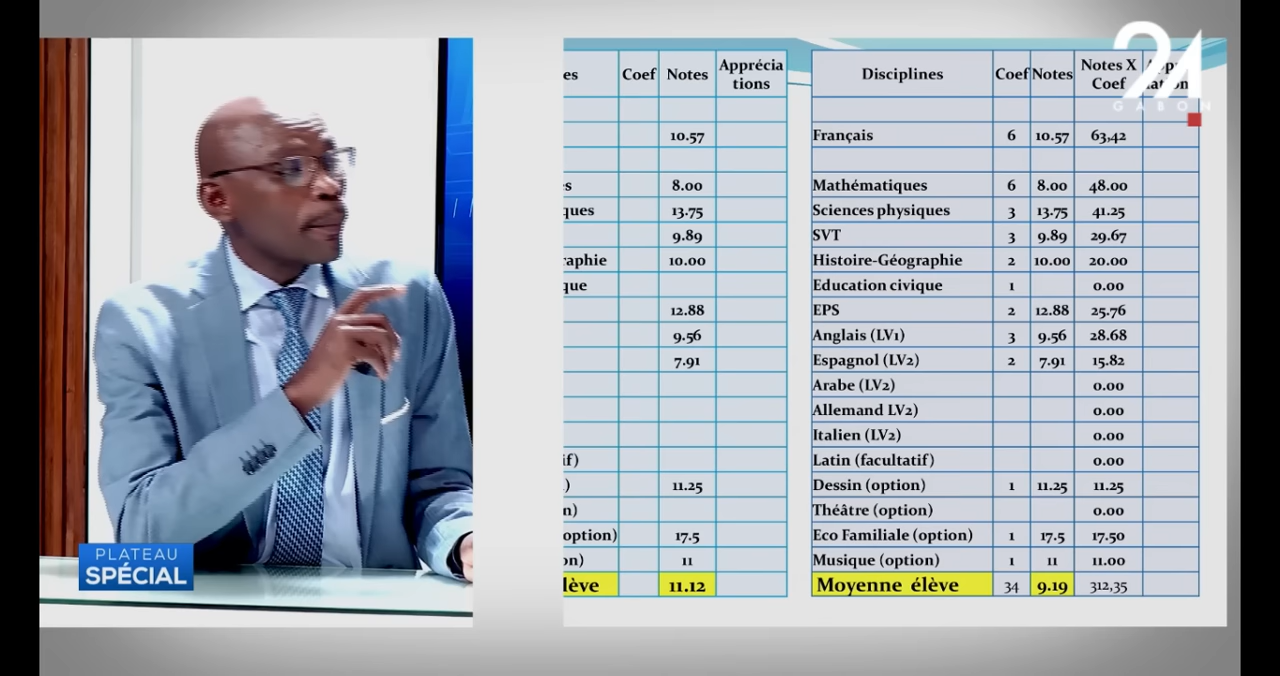 24
GABON
es Coef Notes Apprécia tions
10.57
es 8.00
ques 13.75
9.89
raphie 10.00
que
12.88
9.56
7.91
if)
) 11.25
n)
option) 17.5
on) 11
lève 11.12
Disciplines Coef Notes Notes X Coef
Français 6 10.57 63,42
Mathématiques 6 8.00 48.00
Sciences physiques 3 13.75 41.25
SVT 3 9.89 29.67
Histoire-Géographie 2 10.00 20.00
Education civique 1 0.00
EPS 2 12.88 25.76
Anglais (LV1) 3 9.56 28.68
Espagnol (LV2) 2 7.91 15.82
Arabe (LV2) 0.00
Allemand LV2) 0.00
Italien (LV2) 0.00
Latin (facultatif) 0.00
Dessin (option) 1 11.25 11.25
Théâtre (option) 0.00
Eco Familiale (option) 1 17.5 17.50
Musique (option) 1 11 11.00
Moyenne élève 34 9.19 312,35
PLATEAU
SPÉCIAL